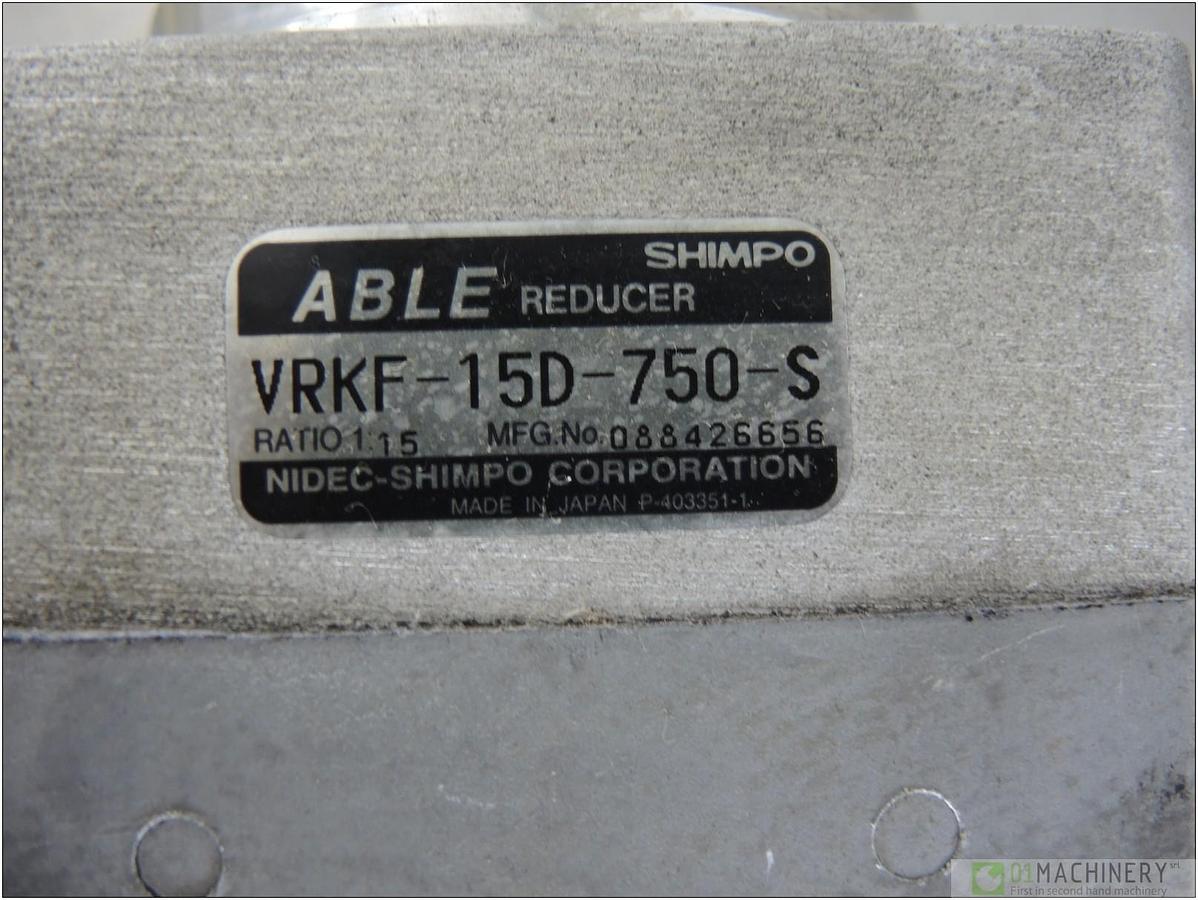 SHIMPO
ABLE REDUCER
VRKF-15D-750-S
RATIO 1:15 MFG.No. 088426656
NIDEC-SHIMPO CORPORATION
MADE IN JAPAN P-403351-1
01MACHINERY srl
First in second hand machinery